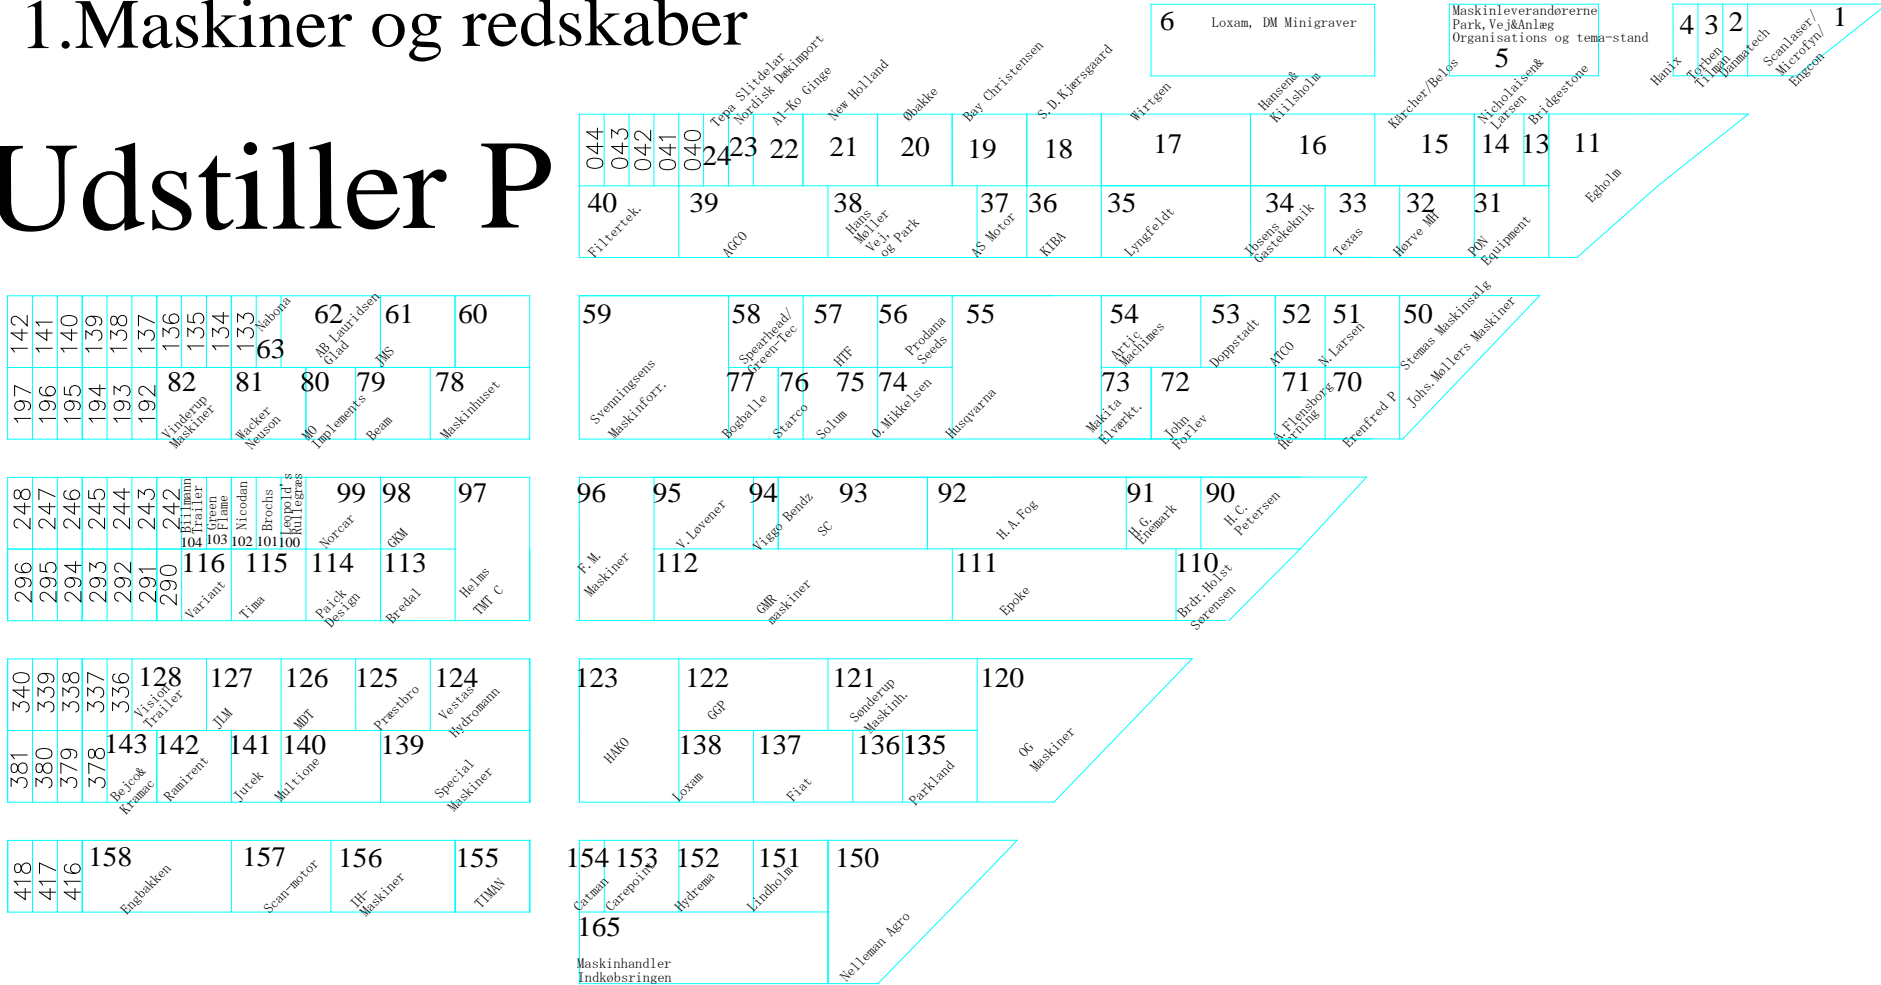 1.Maskiner og redskaber
Udstiller P
6
Loxam, DM Minigraver
Maskinleverandørerne
Park,Vej&Anlæg
Organisations og tema-stand
5
4
3
2
1
Hanix
Torben
Tilman
Danmatech
Scanlaser/
Microfyn/
Engcon
Tepa Slitdelar
Nordisk Dækimport
Al-Ko Ginge
New Holland
Øbakke
Bay Christensen
S.D.Kjærsgaard
Wirtgen
Hansen&
Kiilsholm
Kärcher/Beløs
Nicholaisen&
Larsen
Bridgestone
044
043
042
041
040
24
23
22
21
20
19
18
17
16
15
14
13
11
Egholm
40
39
38
37
36
35
34
33
32
31
Filtertek.
AGCO
Hans
Møller
Vej,
og Park
AS Motor
KIBA
Lyngfeldt
Ibsens
Gastekeknik
Texas
Hørve MH
PON
Equipment
142
141
140
139
138
137
136
135
134
133
Nabona
63
62
AB Lauridsen
Glad
61
JMS
60
59
Svenningsens
Maskinforr.
58
Spearhead/
Green-Tec
57
HTF
56
Prodana
Seeds
55
Husqvarna
54
Artic
Machimes
53
Doppstadt
52
ATCO
51
N.Larsen
50
Stemas Maskinsalg
Johs.Møllers Maskiner
197
196
195
194
193
192
82
Vinderup
Maskiner
81
Wacker
Neuson
80
MO
Implements
79
Beam
78
Maskinhuset
77
Bogballe
76
Starco
75
Solum
74
O.Mikkelsen
73
Makita
Elværkt.
72
John
Forlev
71
A.Flensborg
Herning
70
Erenfred P
248
247
246
245
244
243
242
Biilmann
Trailer
104
Green
Flame
103
Nicodan
102
Brochs
101
Leopold's
Rullegræs
100
99
Norcar
98
GKM
97
Helms
TMT C
96
F.M.
Maskiner
95
V.Løvener
94
Viggo Bendz
93
SC
92
H.A.Fog
91
H.G.
Enemark
90
H.C.
Petersen
296
295
294
293
292
291
290
116
Variant
115
Tima
114
Paick
Design
113
Bredal
112
GMR
maskiner
111
Epoke
110
Brdr.Holst
Sørensen
340
339
338
337
336
128
Vision
Trailer
127
JLM
126
MDT
125
Præstbro
124
Vestas
Hydromann
123
HAKO
122
GGP
121
Sønderup
Maskinh.
120
OG
Maskiner
381
380
379
378
143
Bejco&
Kramac
142
Ramirent
141
Jutek
140
Multione
139
Special
Maskiner
138
Loxam
137
Fiat
136
135
Parkland
418
417
416
158
Engbakken
157
Scan-motor
156
IH-
Maskiner
155
TIMAN
154
Catman
153
Carepoint
152
Hydrema
151
Lindholm
150
Nelleman Agro
165
Maskinhandler
Indkøbsringen